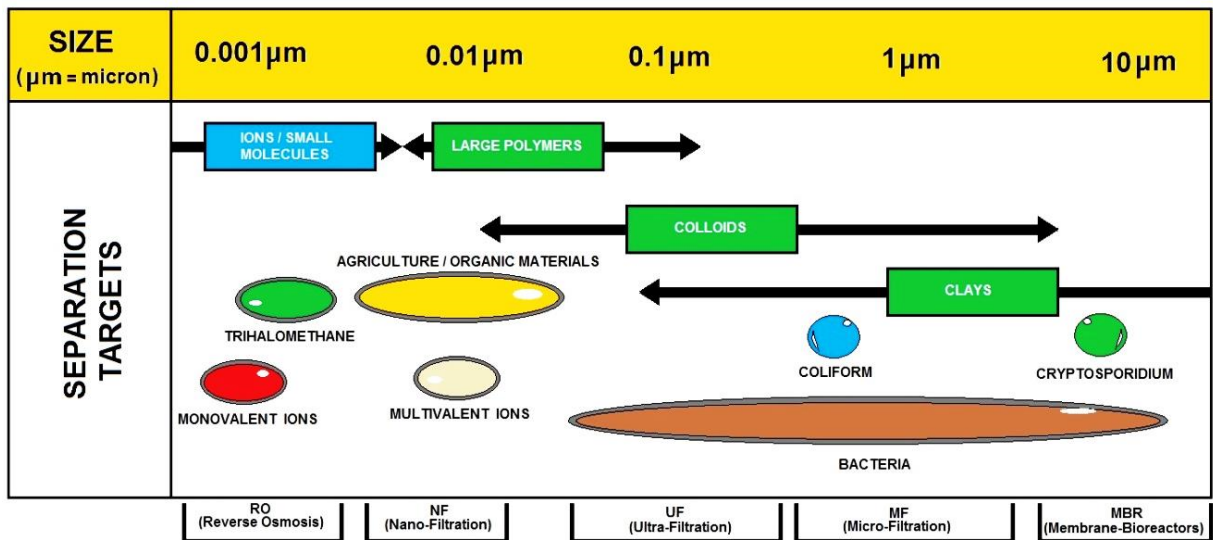 SIZE
(μm = micron)
0.001μm
0.01μm
0.1μm
1μm
10μm
SEPARATION
TARGETS
IONS / SMALL
MOLECULES
LARGE POLYMERS
COLLOIDS
AGRICULTURE / ORGANIC MATERIALS
CLAYS
TRIHALOMETHANE
COLIFORM
CRYPTOSPORIDIUM
MONOVALENT IONS
MULTIVALENT IONS
BACTERIA
RO
(Reverse Osmosis)
NF
(Nano-Filtration)
UF
(Ultra-Filtration)
MF
(Micro-Filtration)
MBR
(Membrane-Bioreactors)